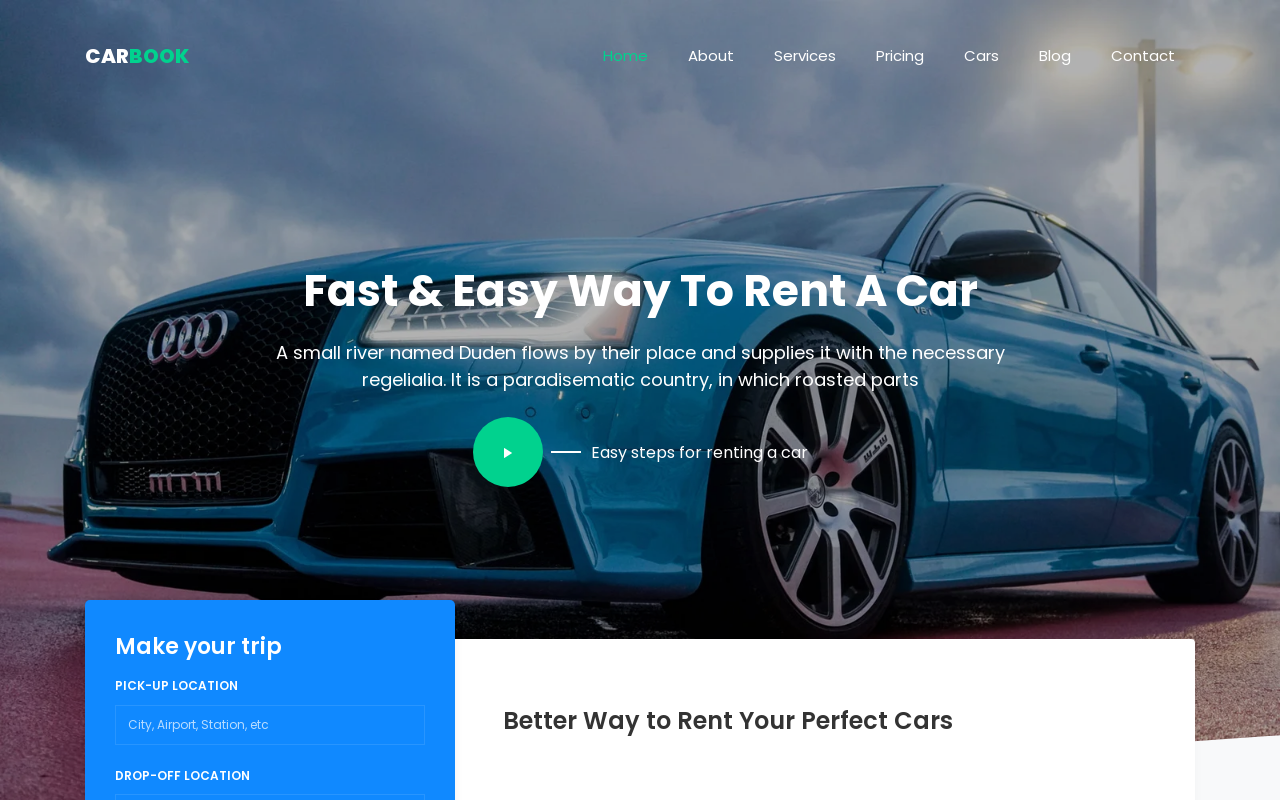 CARBOOK
Home
About
Services
Pricing
Cars
Blog
Contact
Fast & Easy Way To Rent A Car
A small river named Duden flows by their place and supplies it with the necessary
regelialia. It is a paradisematic country, in which roasted parts
Easy steps for renting a car
mtm
Make your trip
PICK-UP LOCATION
City, Airport, Station, etc
DROP-OFF LOCATION
Better Way to Rent Your Perfect Cars